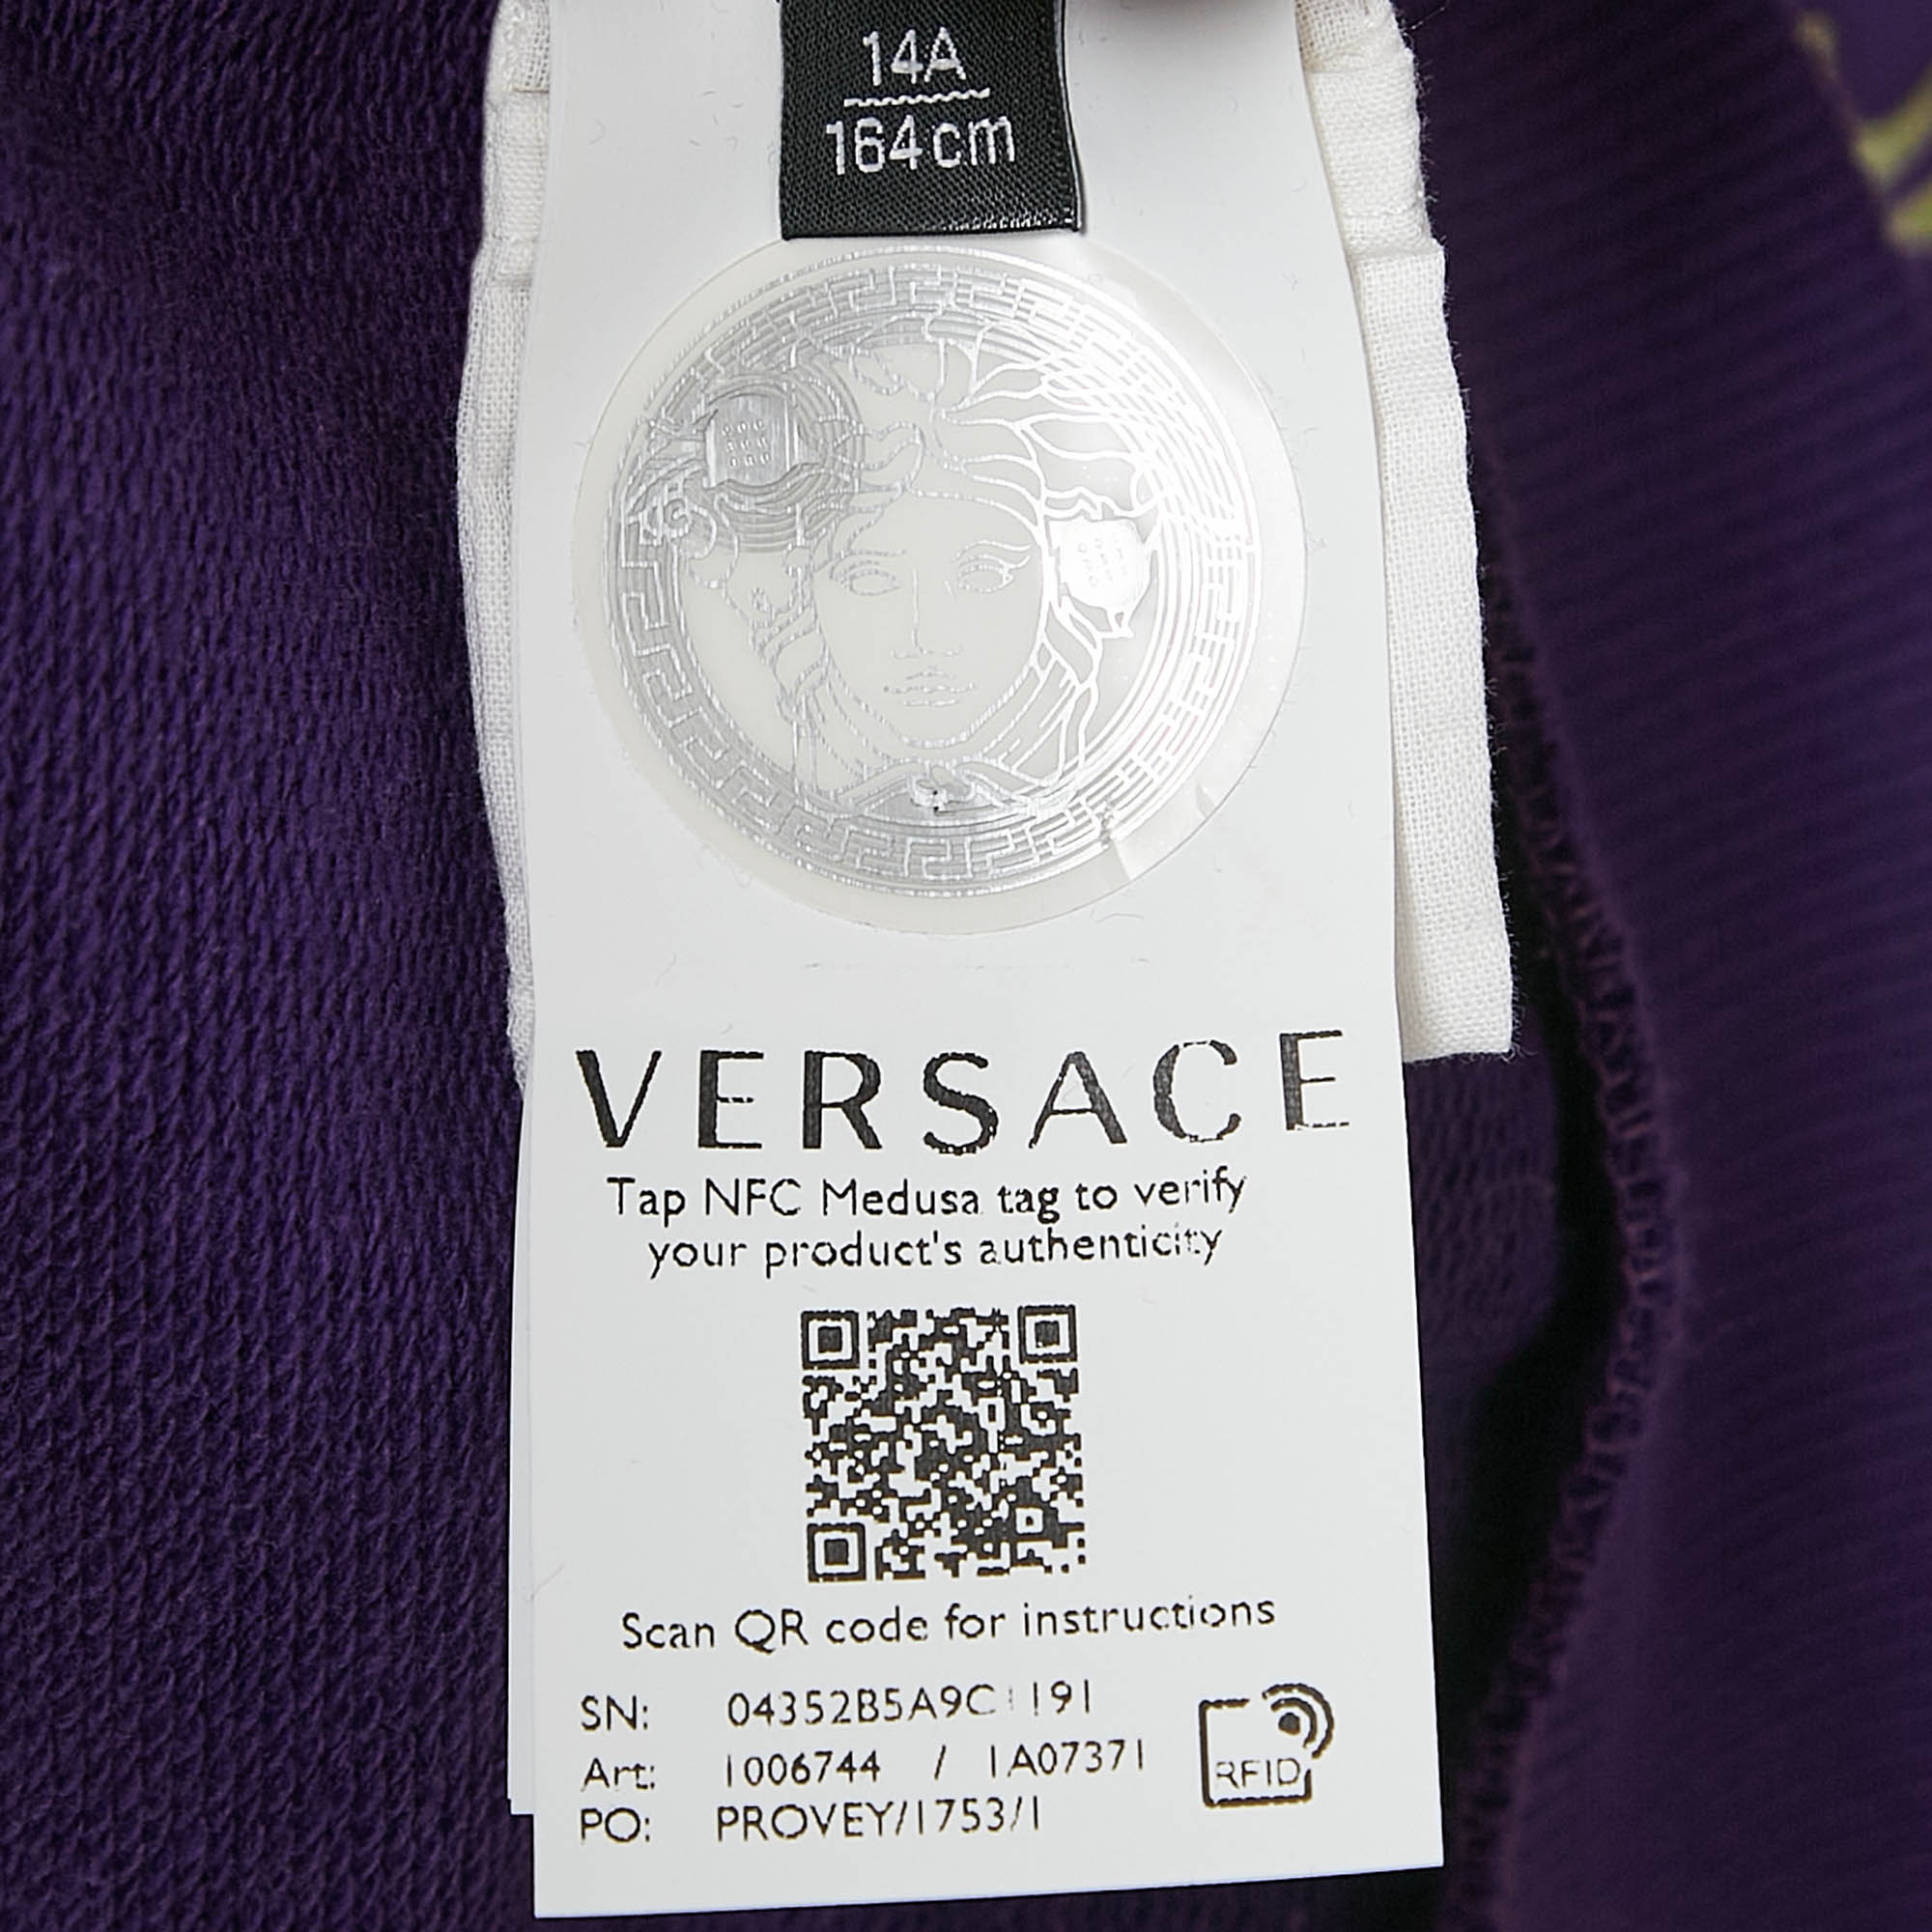 14A
164cm
VERSACE
Tap NFC Medusa tag to verify
your product's authenticity
Scan QR code for instructions
SN: 04352B5A9C1191
Art: 1006744 / 1A07371
PO: PROVEY/1753/1
RFID